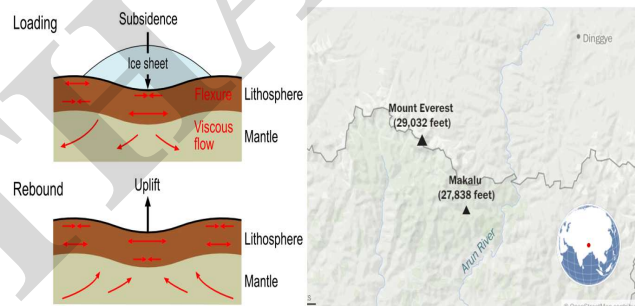 Loading
Subsidence
Ice sheet
Flexure
Lithosphere
Viscous
flow
Mantle
Rebound
Uplift
Lithosphere
Mantle
Dinggye
Mount Everest
(29,032 feet)
Makalu
(27,838 feet)
Arun River